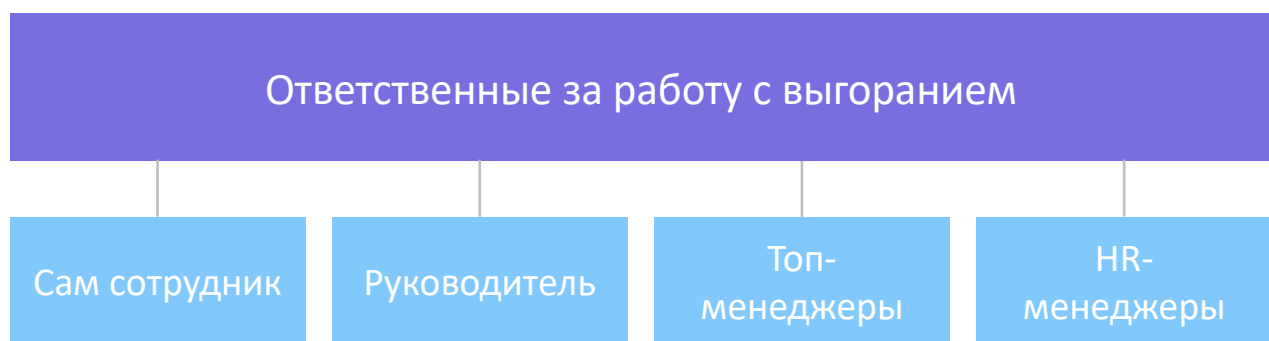 Ответственные за работу с выгоранием
Сам сотрудник
Руководитель
Топ-
менеджеры
HR-
менеджеры